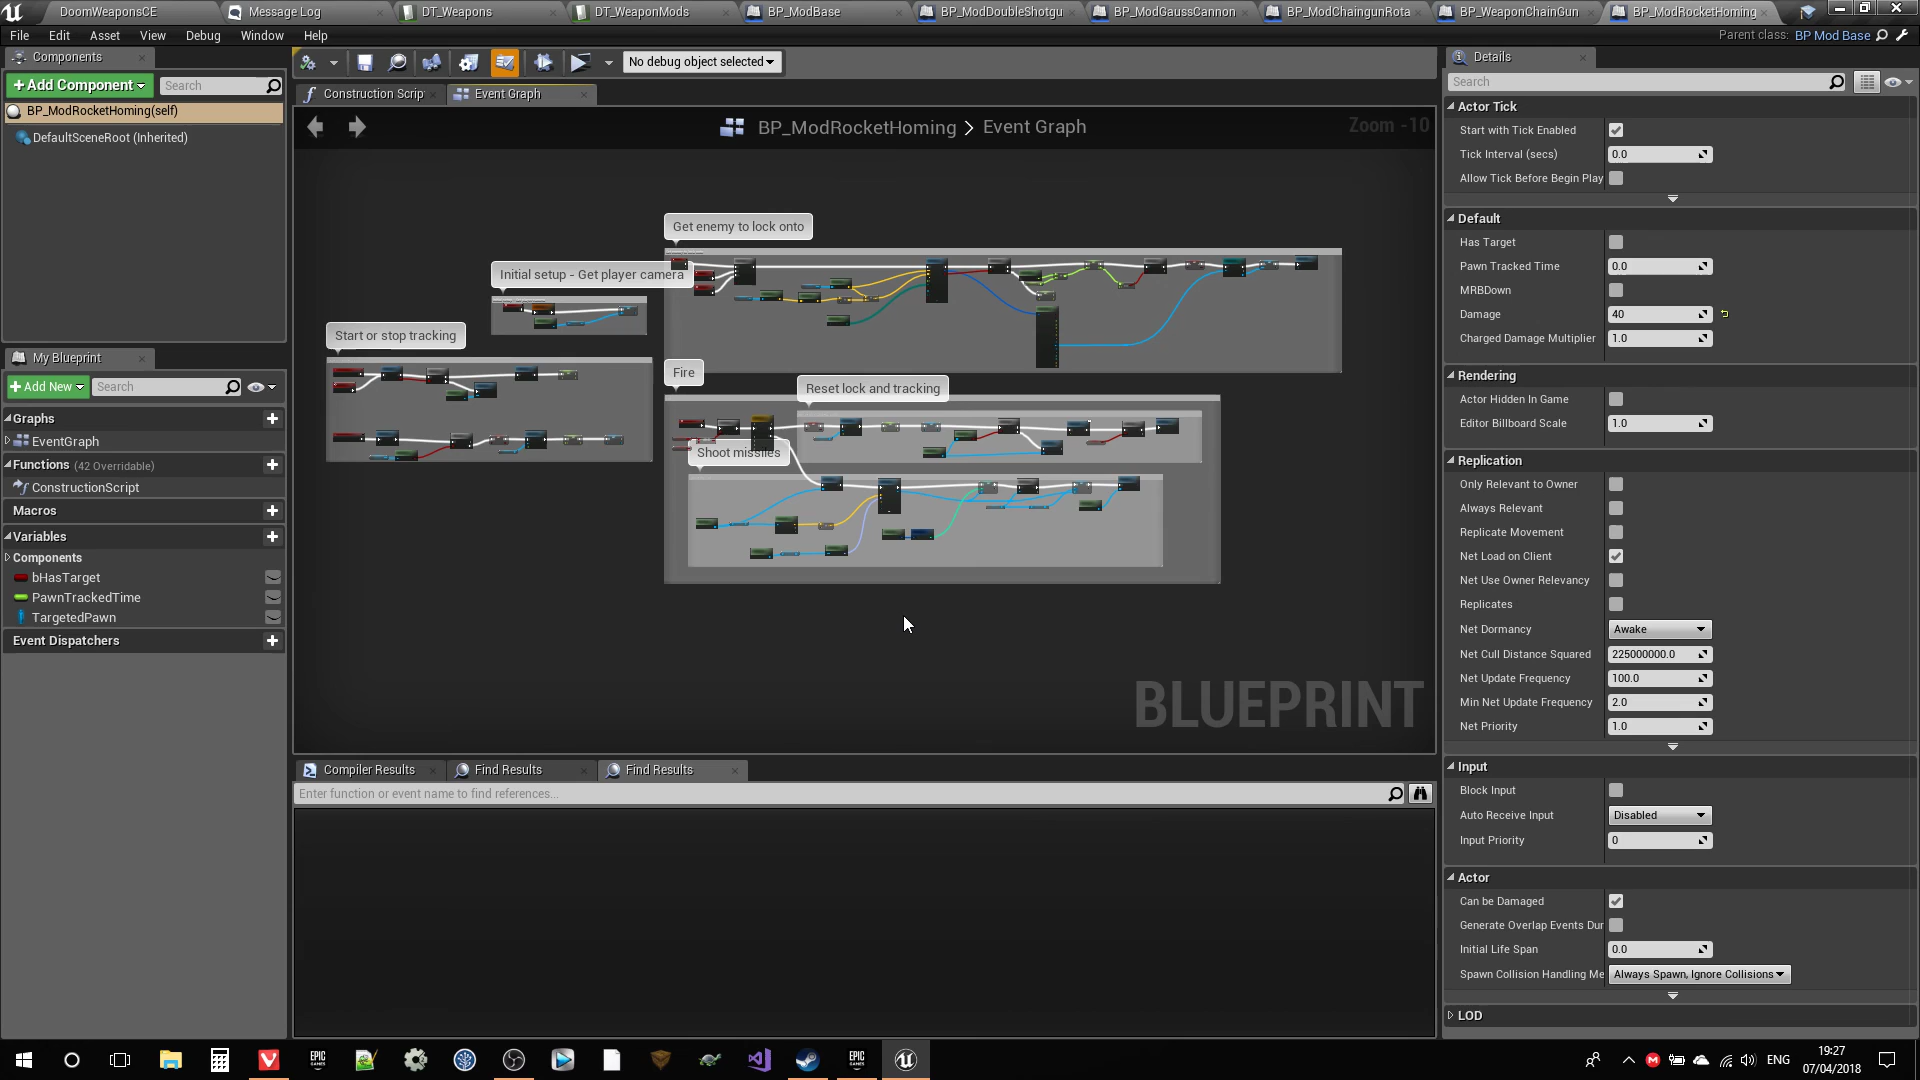 DoomWeaponsCE
Message Log
DT_Weapons
DT_WeaponMods
BP_ModBase
BP_ModDoubleShotgu
BP_ModGaussCannon
BP_ModChaingunRota
BP_WeaponChainGun
BP_ModRocketHoming
File Edit Asset View Debug Window Help
Parent class: BP Mod Base
Components
+ Add Component
Search
BP_ModRocketHoming(self)
DefaultSceneRoot (Inherited)
My Blueprint
+ Add New
Search
Graphs
EventGraph
Functions (42 Overridable)
ConstructionScript
Macros
Variables
Components
bHasTarget
PawnTrackedTime
TargetedPawn
Event Dispatchers
No debug object selected
Construction Scrip
Event Graph
BP_ModRocketHoming > Event Graph
Zoom -10
Get enemy to lock onto
Initial setup - Get player camera
Start or stop tracking
Fire
Reset lock and tracking
Shoot missiles
BLUEPRINT
Compiler Results
Find Results
Find Results
Enter function or event name to find references...
Details
Search
Actor Tick
Start with Tick Enabled
Tick Interval (secs) 0.0
Allow Tick Before Begin Play
Default
Has Target
Pawn Tracked Time 0.0
MRBDown
Damage 40
Charged Damage Multiplier 1.0
Rendering
Actor Hidden In Game
Editor Billboard Scale 1.0
Replication
Only Relevant to Owner
Always Relevant
Replicate Movement
Net Load on Client
Net Use Owner Relevancy
Replicates
Net Dormancy Awake
Net Cull Distance Squared 225000000.0
Net Update Frequency 100.0
Min Net Update Frequency 2.0
Net Priority 1.0
Input
Block Input
Auto Receive Input Disabled
Input Priority 0
Actor
Can be Damaged
Generate Overlap Events Dur
Initial Life Span 0.0
Spawn Collision Handling Me Always Spawn, Ignore Collisions
LOD
EPIC GAMES
EPIC GAMES
ENG
19:27
07/04/2018